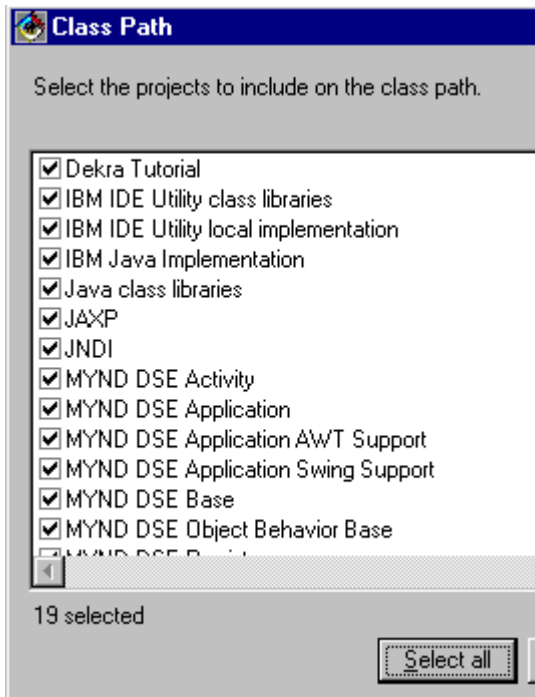 Class Path
Select the projects to include on the class path.
Dekra Tutorial
IBM IDE Utility class libraries
IBM IDE Utility local implementation
IBM Java Implementation
Java class libraries
JAXP
JNDI
MYND DSE Activity
MYND DSE Application
MYND DSE Application AWT Support
MYND DSE Application Swing Support
MYND DSE Base
MYND DSE Object Behavior Base
MYND DSE
19 selected
Select all